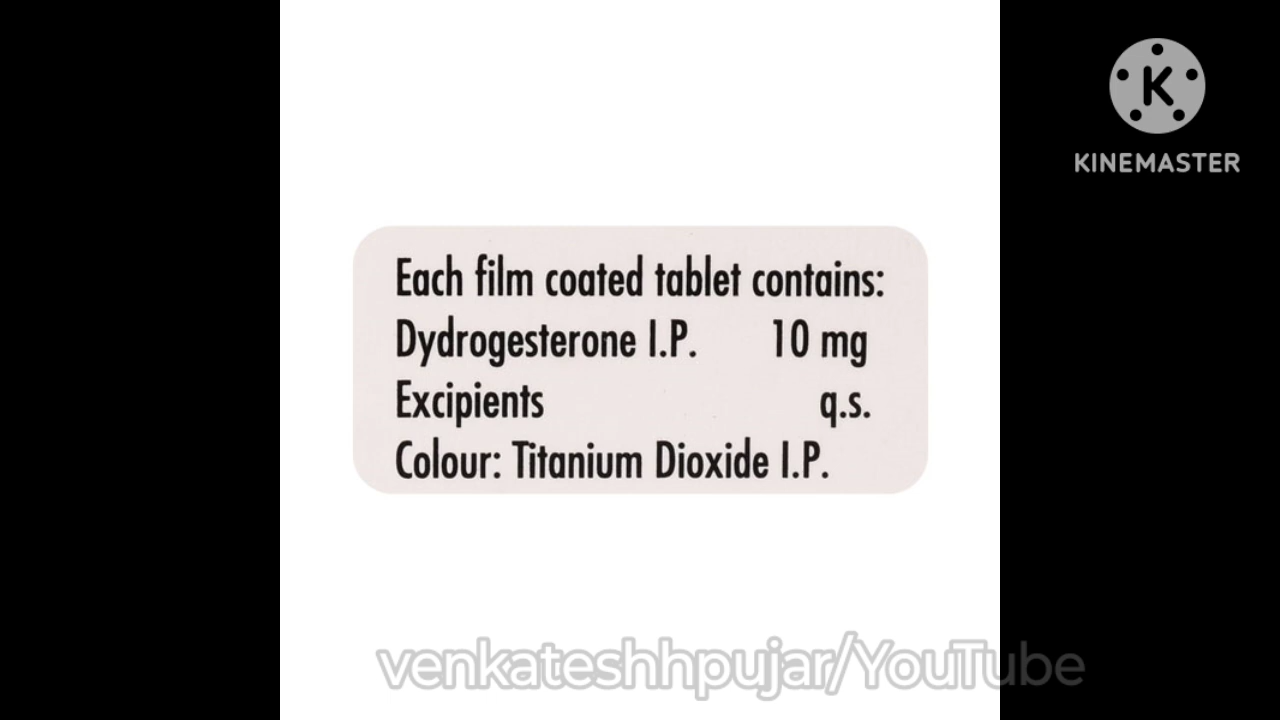 KINEMASTER
Each film coated tablet contains:
Dydrogesterone I.P. 10 mg
Excipients q.s.
Colour: Titanium Dioxide I.P.
venkateshhpujar/YouTube